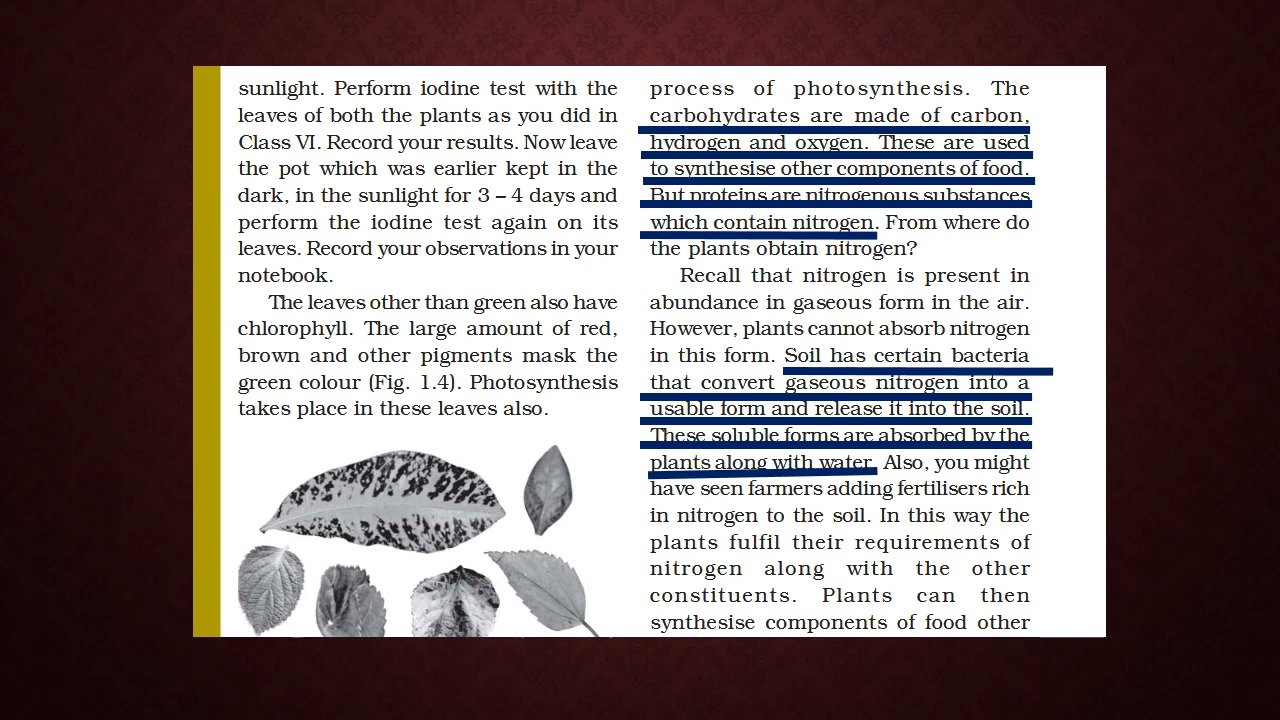 sunlight. Perform iodine test with the
leaves of both the plants as you did in
Class VI. Record your results. Now leave
the pot which was earlier kept in the
dark, in the sunlight for 3 – 4 days and
perform the iodine test again on its
leaves. Record your observations in your
notebook.
The leaves other than green also have
chlorophyll. The large amount of red,
brown and other pigments mask the
green colour (Fig. 1.4). Photosynthesis
takes place in these leaves also.
process of photosynthesis. The
carbohydrates are made of carbon,
hydrogen and oxygen. These are used
to synthesise other components of food.
But proteins are nitrogenous substances
which contain nitrogen. From where do
the plants obtain nitrogen?
Recall that nitrogen is present in
abundance in gaseous form in the air.
However, plants cannot absorb nitrogen
in this form. Soil has certain bacteria
that convert gaseous nitrogen into a
usable form and release it into the soil.
These soluble forms are absorbed by the
plants along with water. Also, you might
have seen farmers adding fertilisers rich
in nitrogen to the soil. In this way the
plants fulfil their requirements of
nitrogen along with the other
constituents. Plants can then
synthesise components of food other